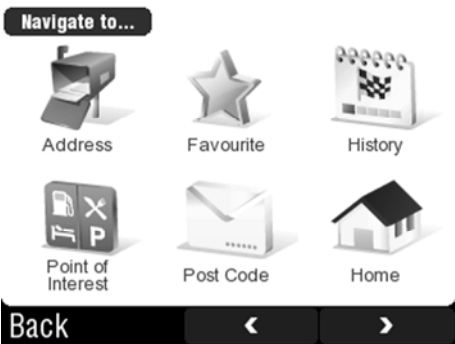 Navigate to...
Address
Favourite
History
P
Point of
Interest
Post Code
Home
Back